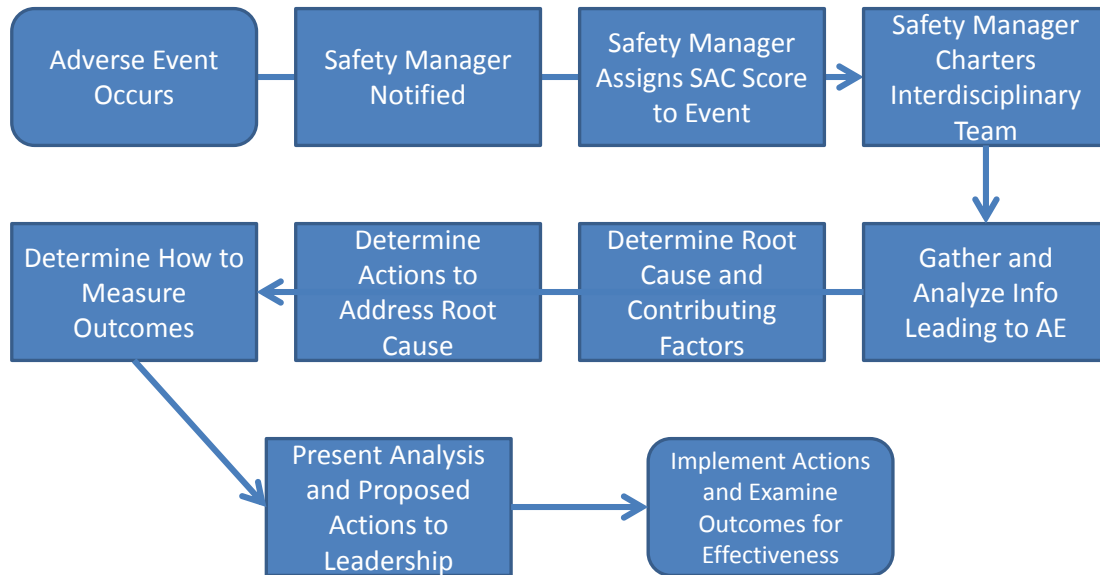 Adverse Event
Occurs
Safety Manager
Notified
Safety Manager
Assigns SAC Score
to Event
Safety Manager
Charters
Interdisciplinary
Team
Gather and
Analyze Info
Leading to AE
Determine Root
Cause and
Contributing
Factors
Determine
Actions to
Address Root
Cause
Determine How to
Measure
Outcomes
Present Analysis
and Proposed
Actions to
Leadership
Implement Actions
and Examine
Outcomes for
Effectiveness